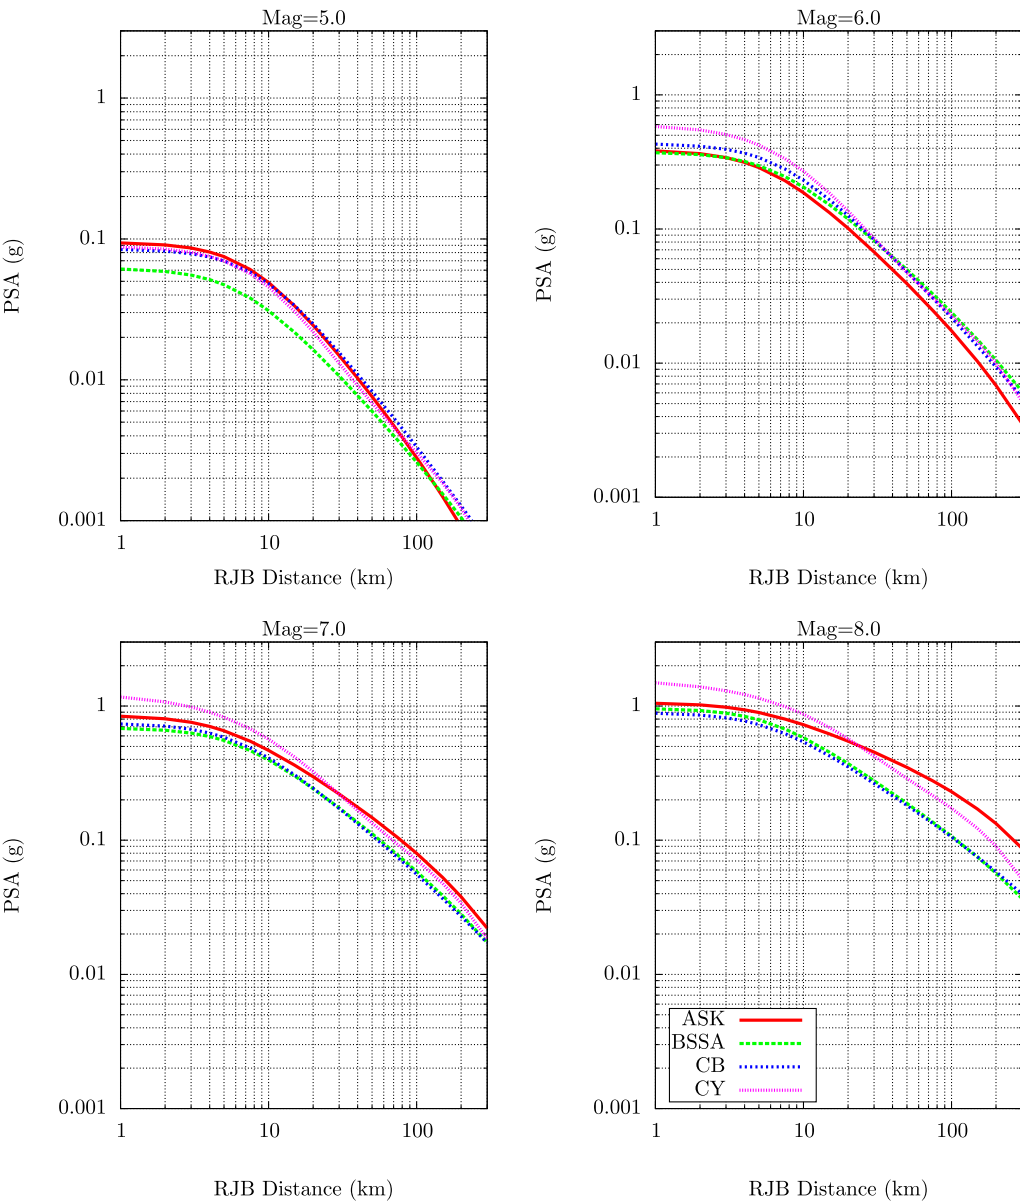 Mag=5.0
1
0.1
0.01
0.001
PSA (g)
1 10 100
RJB Distance (km)
Mag=6.0
1
0.1
0.01
0.001
PSA (g)
1 10 100
RJB Distance (km)
Mag=7.0
1
0.1
0.01
0.001
PSA (g)
1 10 100
RJB Distance (km)
Mag=8.0
1
0.1
0.01
0.001
PSA (g)
ASK
BSSA
CB
CY
1 10 100
RJB Distance (km)